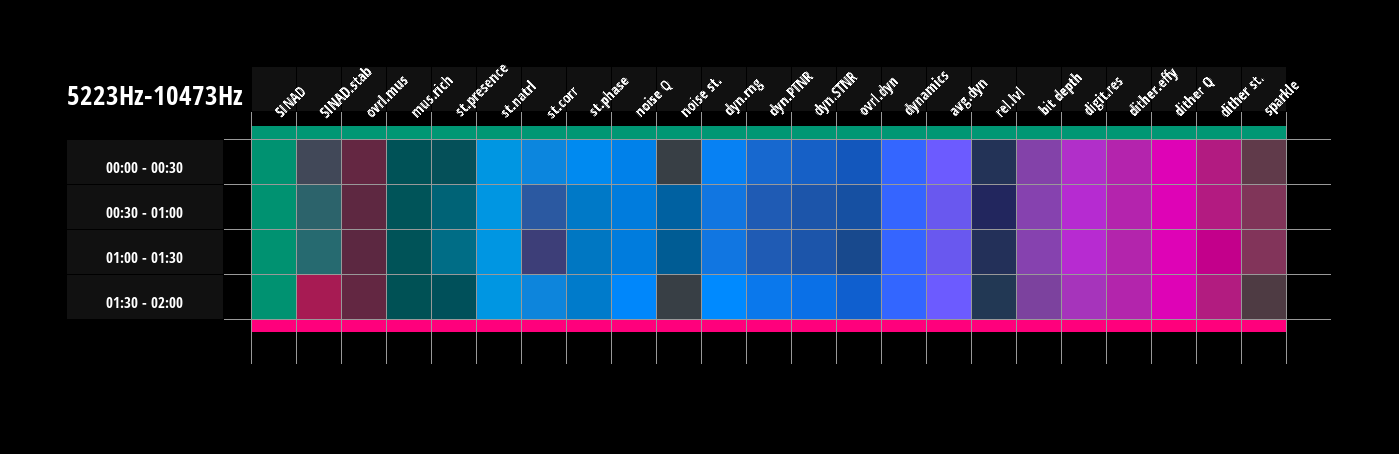 5223Hz-10473Hz
SINAD
SINAD.stab
ovrl.mus
mus.rich
st.presence
st.natrl
st.corr
st.phase
noise Q
noise st.
dyn.rng
dyn.PTNR
dyn.STNR
ovrl.dyn
dynamics
avg.dyn
rel.lvl
bit depth
digit.res
dither.effy
dither Q
dither st.
sparkle
00:00 - 00:30
00:30 - 01:00
01:00 - 01:30
01:30 - 02:00